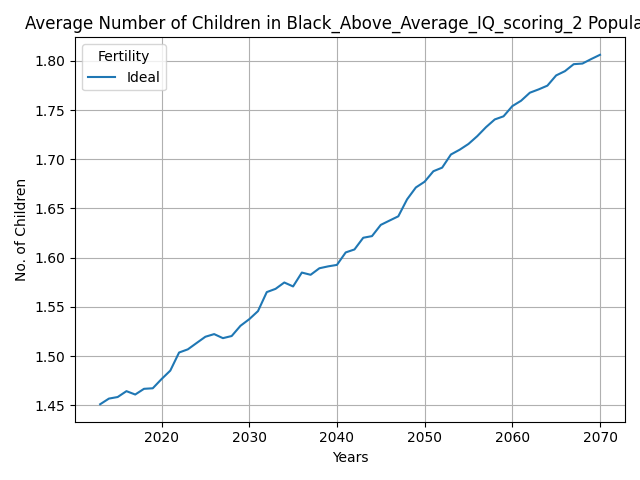 Average Number of Children in Black_Above_Average_IQ_scoring_2 Popula
Fertility
Ideal
1.80
1.75
1.70
1.65
1.60
1.55
1.50
1.45
No. of Children
2020 2030 2040 2050 2060 2070
Years